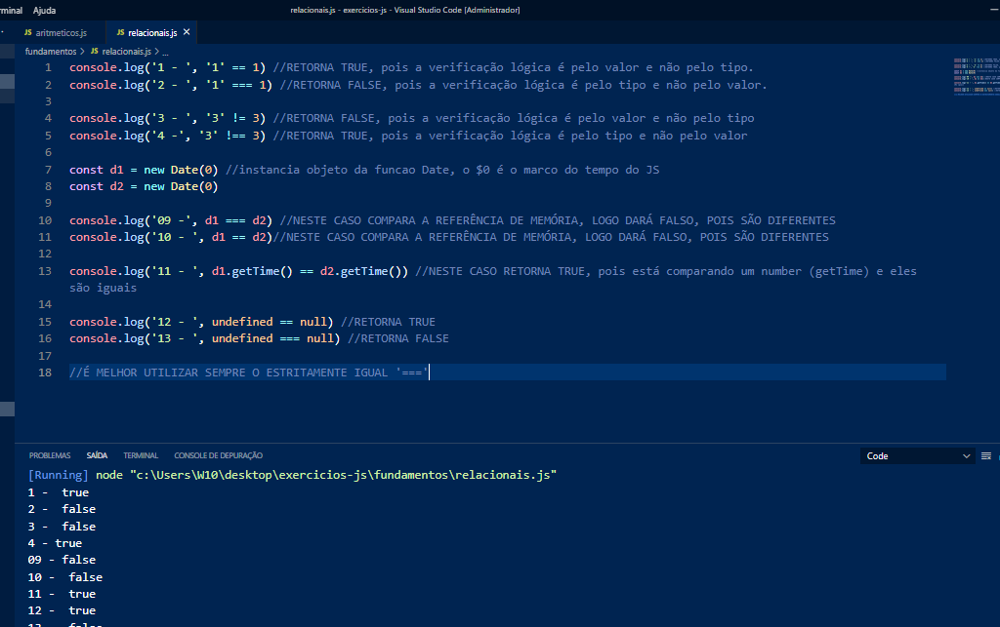 minal Ajuda relacionais.js - exercicios-js - Visual Studio Code [Administrador]
JS aritmeticos.js JS relacionais.js ×
fundamentos > JS relacionais.js > ...
1 console.log('1 - ', '1' == 1) //RETORNA TRUE, pois a verificação lógica é pelo valor e não pelo tipo.
2 console.log('2 - ', '1' === 1) //RETORNA FALSE, pois a verificação lógica é pelo tipo e não pelo valor.
3
4 console.log('3 - ', '3' != 3) //RETORNA FALSE, pois a verificação lógica é pelo valor e não pelo tipo
5 console.log('4 -', '3' !== 3) //RETORNA TRUE, pois a verificação lógica é pelo tipo e não pelo valor
6
7 const d1 = new Date(0) //instancia objeto da funcao Date, o $0 é o marco do tempo do JS
8 const d2 = new Date(0)
9
10 console.log('09 -', d1 === d2) //NESTE CASO COMPARA A REFERÊNCIA DE MEMÓRIA, LOGO DARÁ FALSO, POIS SÃO DIFERENTES
11 console.log('10 - ', d1 == d2)//NESTE CASO COMPARA A REFERÊNCIA DE MEMÓRIA, LOGO DARÁ FALSO, POIS SÃO DIFERENTES
12
13 console.log('11 - ', d1.getTime() == d2.getTime()) //NESTE CASO RETORNA TRUE, pois está comparando um number (getTime) e eles
são iguais
14
15 console.log('12 - ', undefined == null) //RETORNA TRUE
16 console.log('13 - ', undefined === null) //RETORNA FALSE
17
18 //É MELHOR UTILIZAR SEMPRE O ESTRITAMENTE IGUAL '==='
PROBLEMAS SAÍDA TERMINAL CONSOLE DE DEPURAÇÃO Code
[Running] node "c:\Users\W10\desktop\exercicios-js\fundamentos\relacionais.js"
1 -  true
2 -  false
3 -  false
4 - true
09 - false
10 -  false
11 -  true
12 -  true
13 -  false